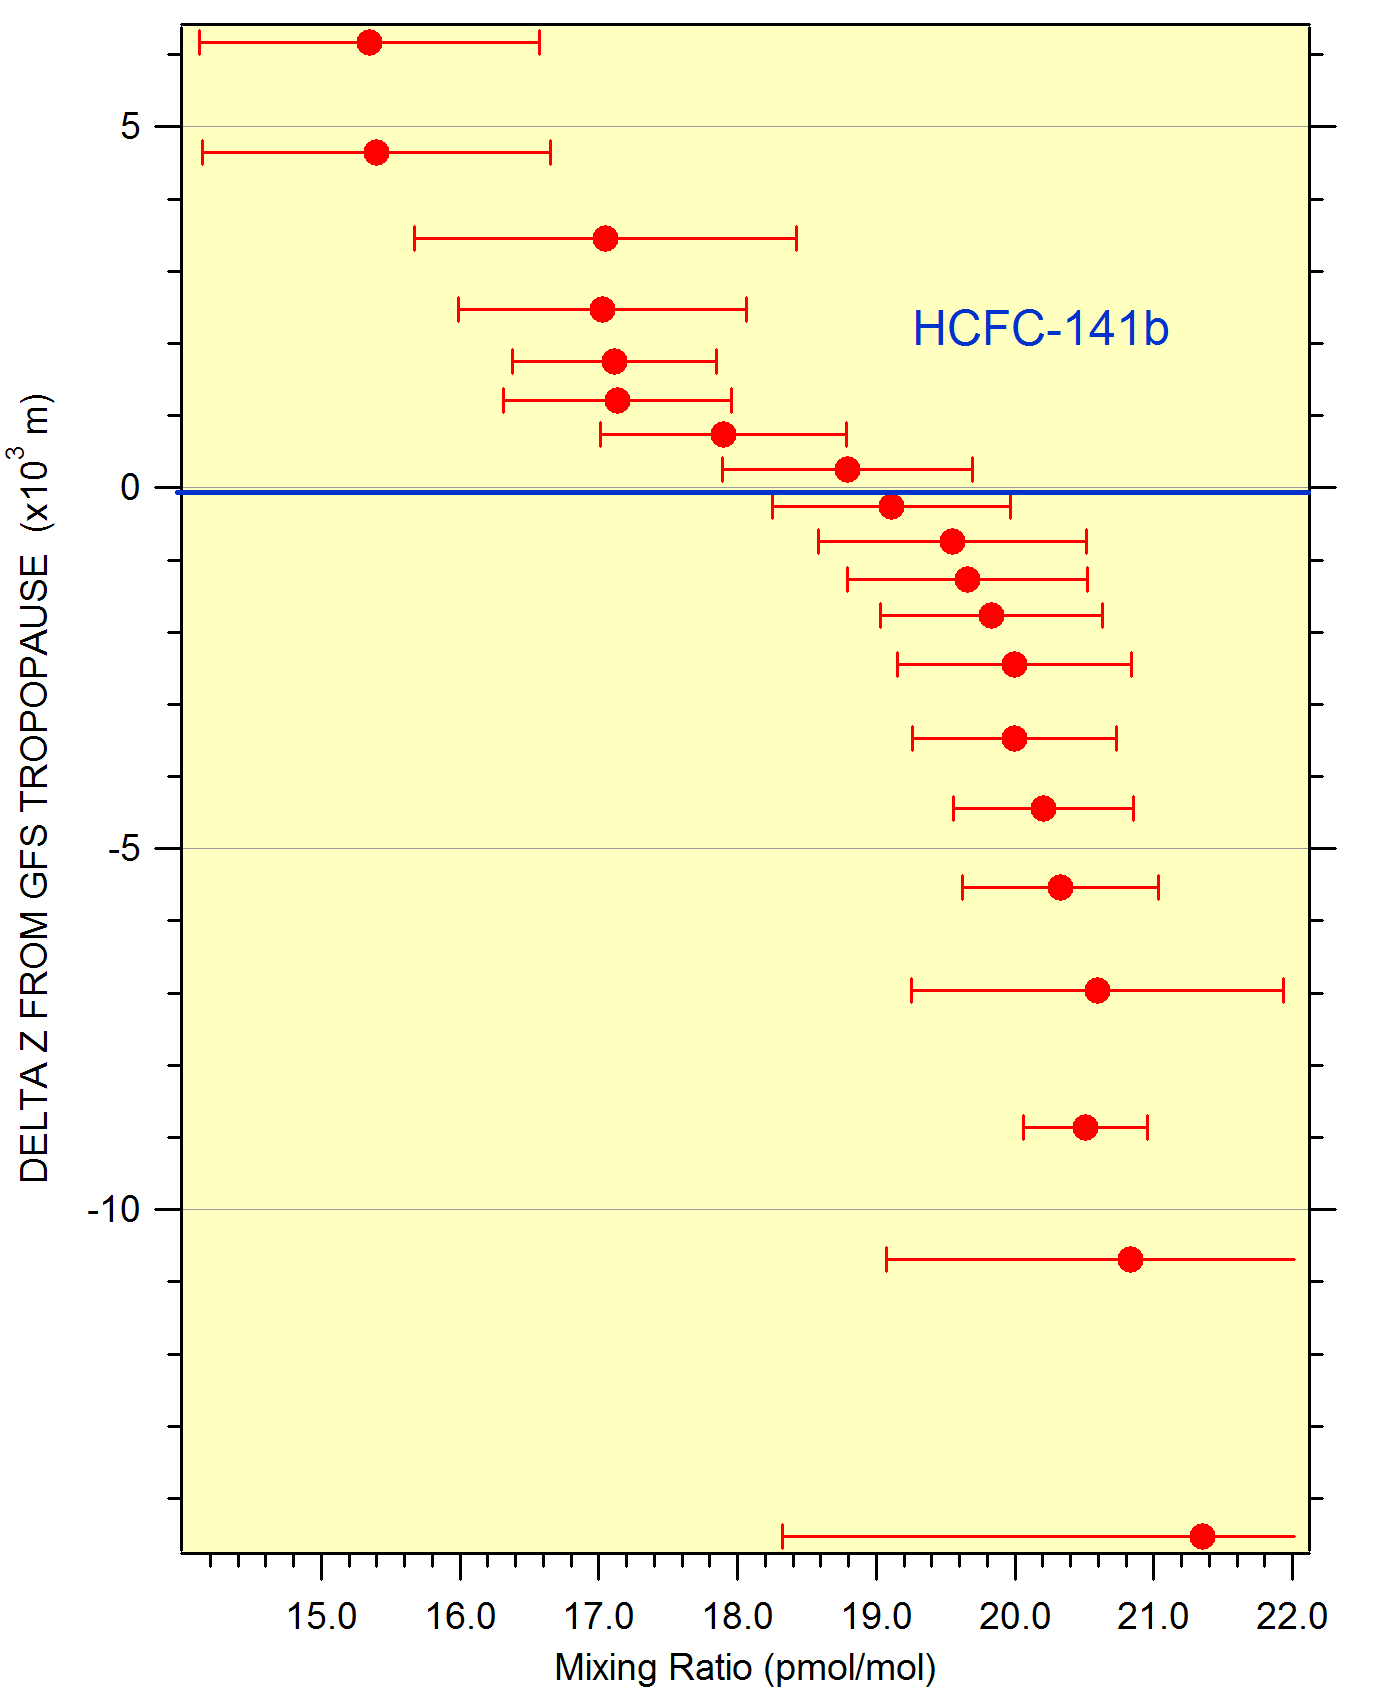 5
0
-5
-10
DELTA Z FROM GFS TROPOPAUSE (x10³ m)
HCFC-141b
15.0 16.0 17.0 18.0 19.0 20.0 21.0 22.0
Mixing Ratio (pmol/mol)